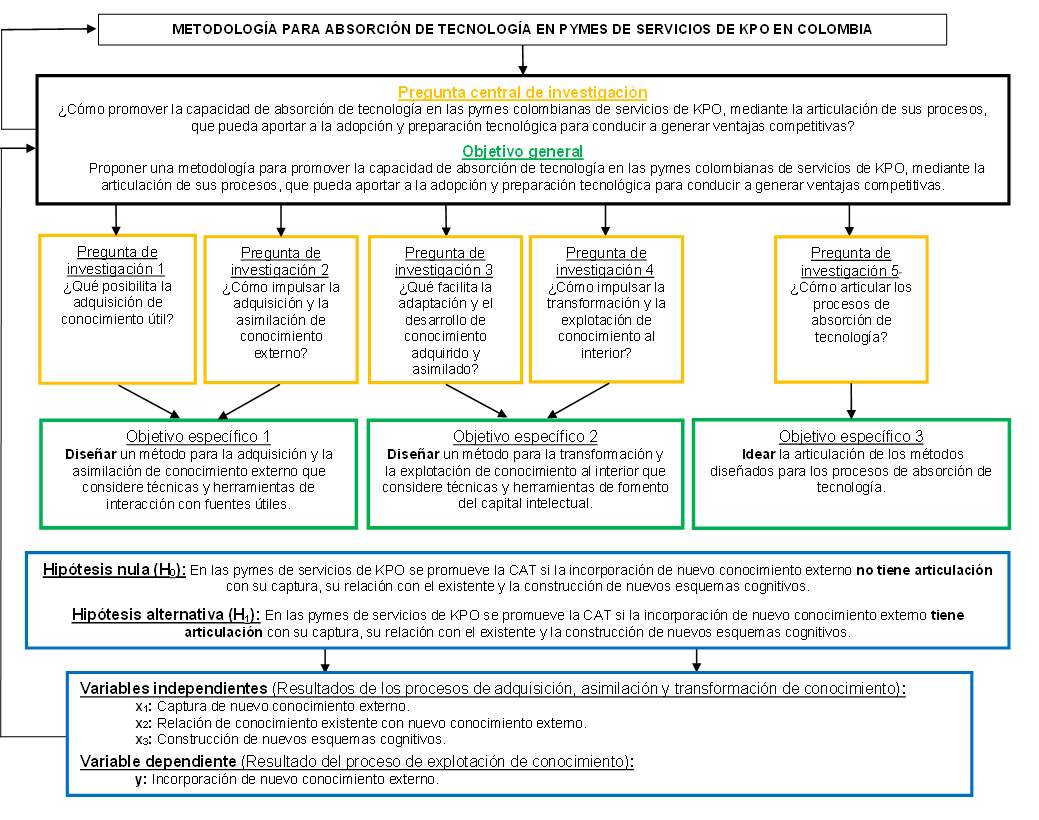 METODOLOGÍA PARA ABSORCIÓN DE TECNOLOGÍA EN PYMES DE SERVICIOS DE KPO EN COLOMBIA
Pregunta central de investigación
¿Cómo promover la capacidad de absorción de tecnología en las pymes colombianas de servicios de KPO, mediante la articulación de sus procesos,
que pueda aportar a la adopción y preparación tecnológica para conducir a generar ventajas competitivas?
Objetivo general
Proponer una metodología para promover la capacidad de absorción de tecnología en las pymes colombianas de servicios de KPO, mediante la
articulación de sus procesos, que pueda aportar a la adopción y preparación tecnológica para conducir a generar ventajas competitivas.
Pregunta de
investigación 1
¿Qué posibilita la
adquisición de
conocimiento útil?
Pregunta de
investigación 2
¿Cómo impulsar la
adquisición y la
asimilación de
conocimiento
externo?
Pregunta de
investigación 3
¿Qué facilita la
adaptación y el
desarrollo de
conocimiento
adquirido y
asimilado?
Pregunta de
investigación 4
¿Cómo impulsar la
transformación y la
explotación de
conocimiento al
interior?
Pregunta de
investigación 5-
¿Cómo articular los
procesos de
absorción de
tecnología?
Objetivo específico 1
Diseñar un método para la adquisición y la
asimilación de conocimiento externo que
considere técnicas y herramientas de
interacción con fuentes útiles.
Objetivo específico 2
Diseñar un método para la transformación y
la explotación de conocimiento al interior que
considere técnicas y herramientas de fomento
del capital intelectual.
Objetivo específico 3
Idear la articulación de los métodos
diseñados para los procesos de absorción de
tecnología.
Hipótesis nula (H₀): En las pymes de servicios de KPO se promueve la CAT si la incorporación de nuevo conocimiento externo no tiene articulación
con su captura, su relación con el existente y la construcción de nuevos esquemas cognitivos.
Hipótesis alternativa (H₁): En las pymes de servicios de KPO se promueve la CAT si la incorporación de nuevo conocimiento externo tiene
articulación con su captura, su relación con el existente y la construcción de nuevos esquemas cognitivos.
Variables independientes (Resultados de los procesos de adquisición, asimilación y transformación de conocimiento):
x₁: Captura de nuevo conocimiento externo.
x₂: Relación de conocimiento existente con nuevo conocimiento externo.
x₃: Construcción de nuevos esquemas cognitivos.
Variable dependiente (Resultado del proceso de explotación de conocimiento):
y: Incorporación de nuevo conocimiento externo.